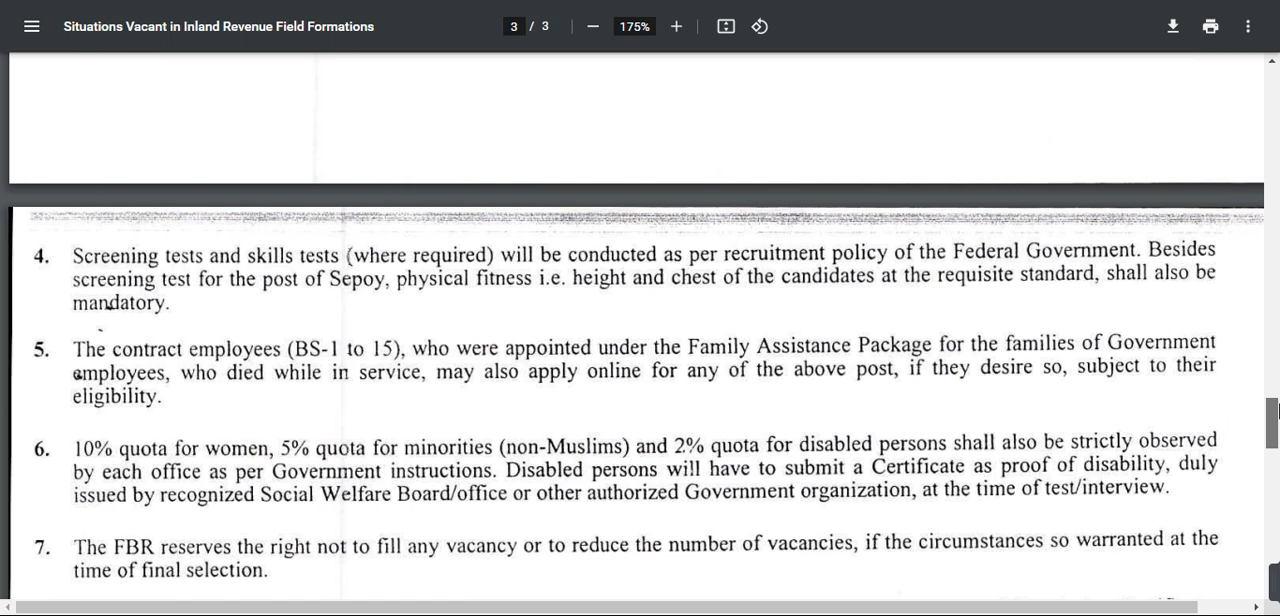 Situations Vacant in Inland Revenue Field Formations
3 / 3
175%
4. Screening tests and skills tests (where required) will be conducted as per recruitment policy of the Federal Government. Besides
screening test for the post of Sepoy, physical fitness i.e. height and chest of the candidates at the requisite standard, shall also be
mandatory.
5. The contract employees (BS-1 to 15), who were appointed under the Family Assistance Package for the families of Government
employees, who died while in service, may also apply online for any of the above post, if they desire so, subject to their
eligibility.
6. 10% quota for women, 5% quota for minorities (non-Muslims) and 2% quota for disabled persons shall also be strictly observed
by each office as per Government instructions. Disabled persons will have to submit a Certificate as proof of disability, duly
issued by recognized Social Welfare Board/office or other authorized Government organization, at the time of test/interview.
7. The FBR reserves the right not to fill any vacancy or to reduce the number of vacancies, if the circumstances so warranted at the
time of final selection.